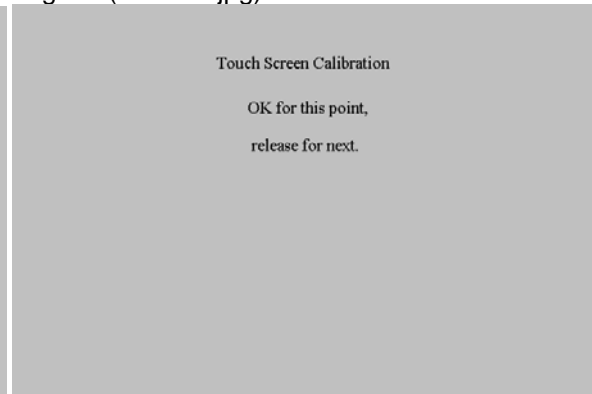 Touch Screen Calibration
OK for this point,
release for next.